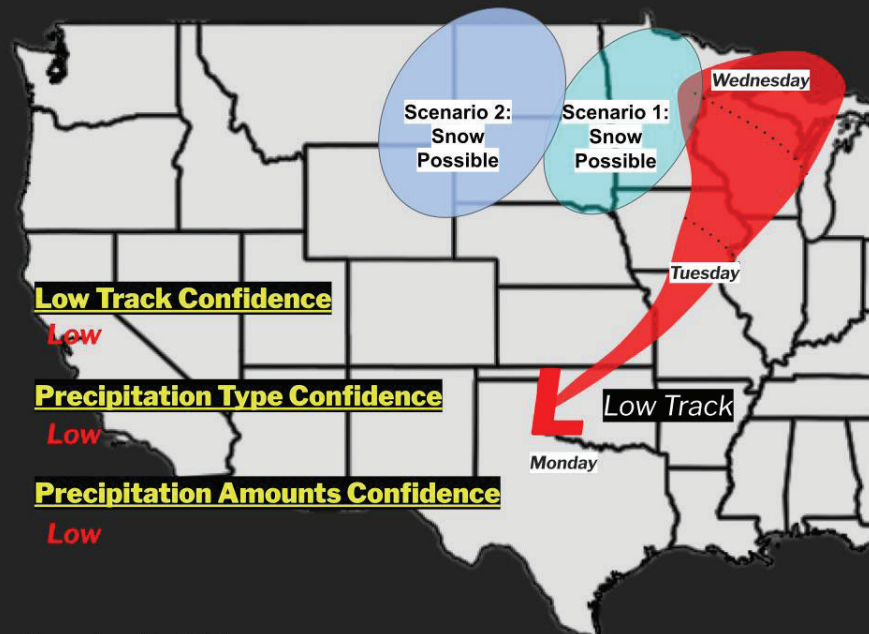 Wednesday
Scenario 2:
Snow
Possible
Scenario 1:
Snow
Possible
Tuesday
Low Track Confidence
Low
Precipitation Type Confidence
Low
L
Low Track
Monday
Precipitation Amounts Confidence
Low